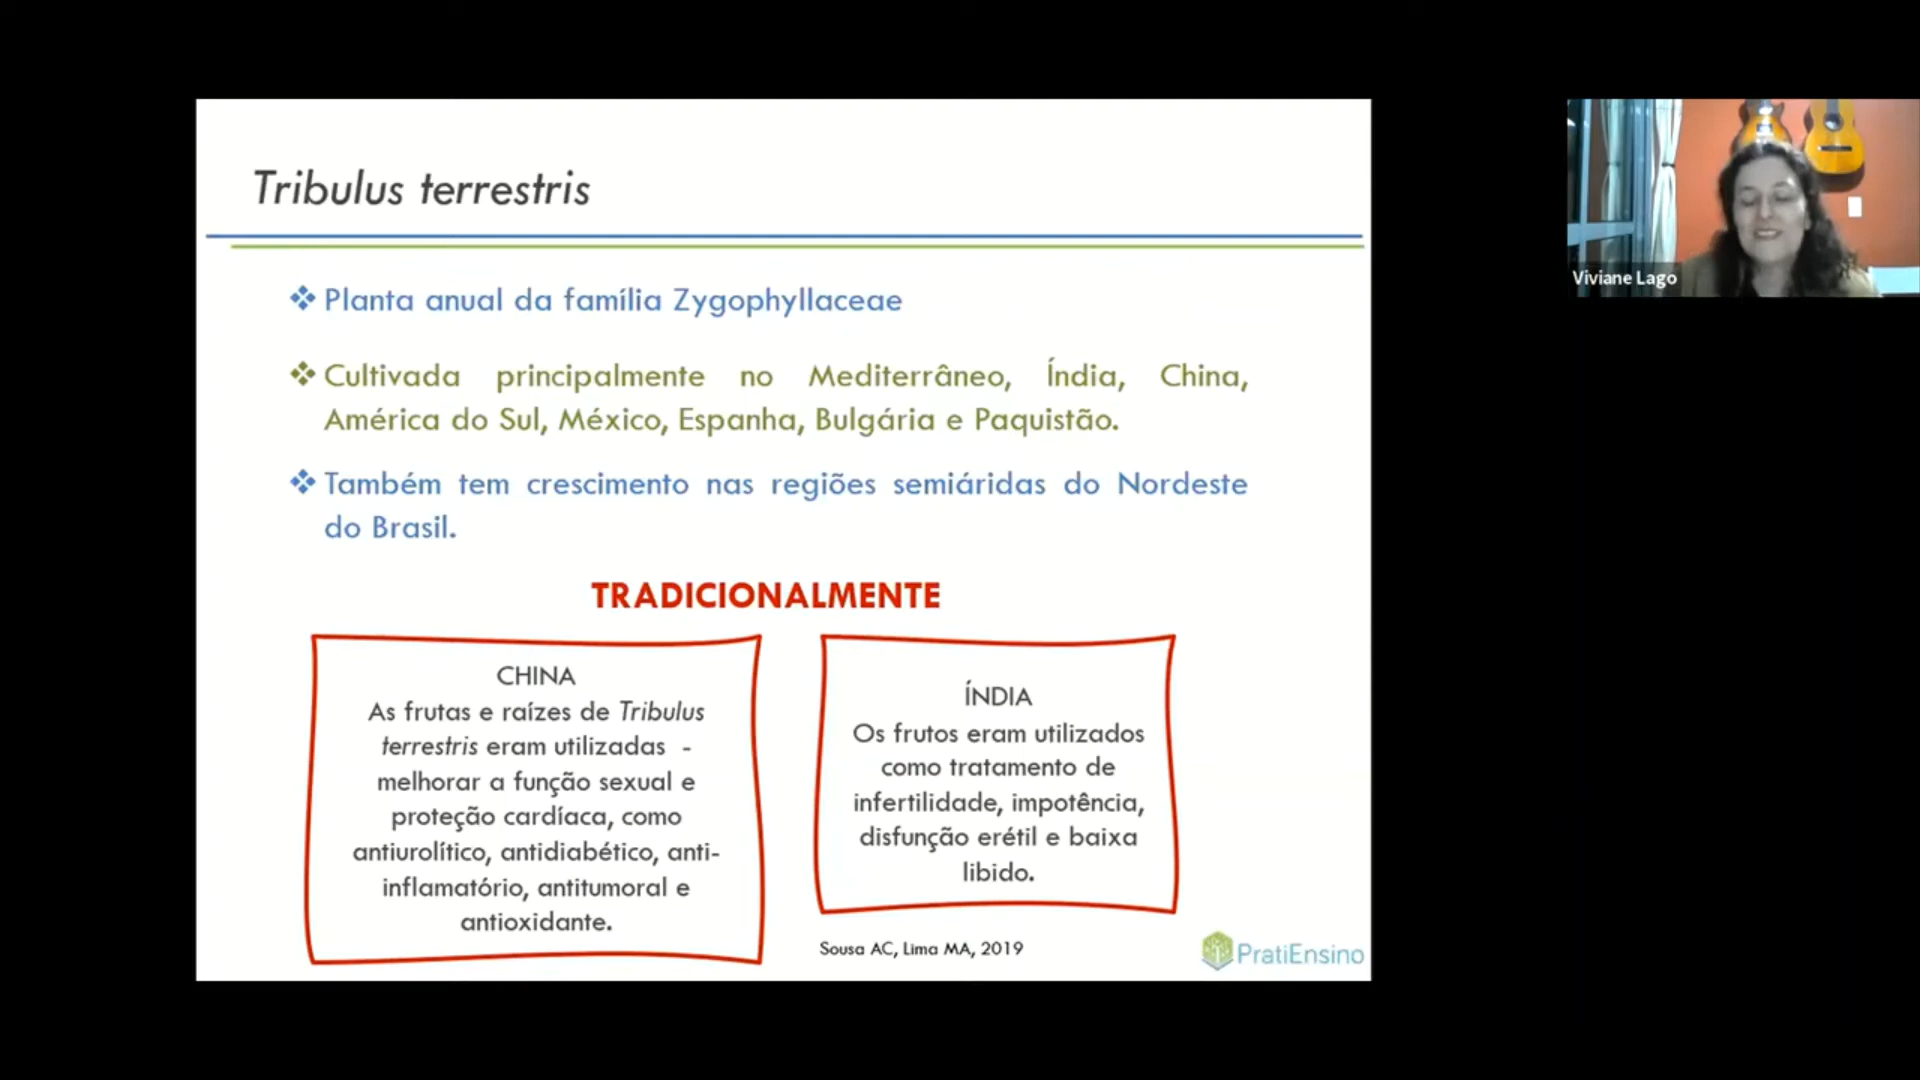 Tribulus terrestris
❖ Planta anual da família Zygophyllaceae
❖ Cultivada principalmente no Mediterrâneo, Índia, China,
América do Sul, México, Espanha, Bulgária e Paquistão.
❖ Também tem crescimento nas regiões semiáridas do Nordeste
do Brasil.
TRADICIONALMENTE
CHINA
As frutas e raízes de Tribulus
terrestris eram utilizadas -
melhorar a função sexual e
proteção cardíaca, como
antiurolítico, antidiabético, anti-
inflamatório, antitumoral e
antioxidante.
ÍNDIA
Os frutos eram utilizados
como tratamento de
infertilidade, impotência,
disfunção erétil e baixa
libido.
Sousa AC, Lima MA, 2019
PratiEnsino
Viviane Lago